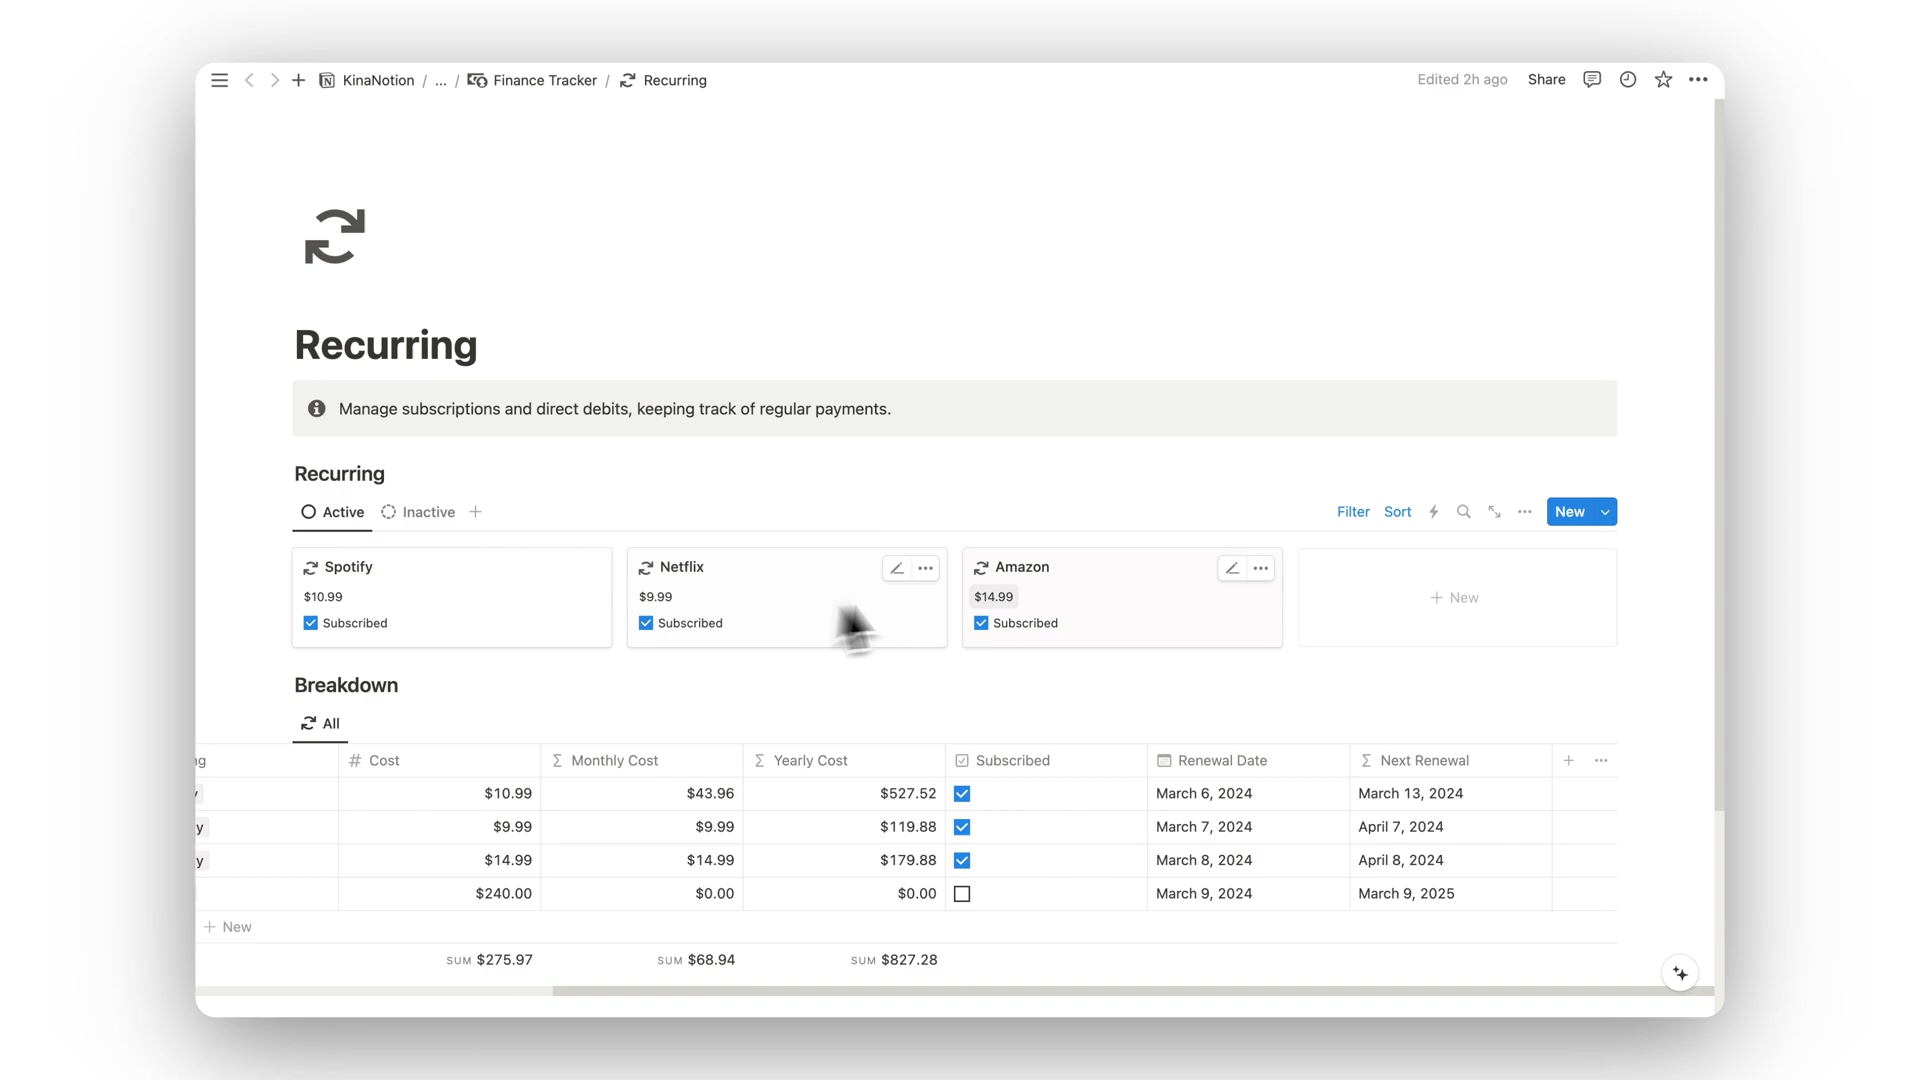 KinaNotion / ... / Finance Tracker / Recurring
Edited 2h ago Share
Recurring
Manage subscriptions and direct debits, keeping track of regular payments.
Recurring
Active Inactive
Filter Sort New
Spotify
$10.99
Subscribed
Netflix
$9.99
Subscribed
Amazon
$14.99
Subscribed
+ New
Breakdown
All
ng # Cost Σ Monthly Cost Σ Yearly Cost Subscribed Renewal Date Σ Next Renewal
y $10.99 $43.96 $527.52 March 6, 2024 March 13, 2024
y $9.99 $9.99 $119.88 March 7, 2024 April 7, 2024
y $14.99 $14.99 $179.88 March 8, 2024 April 8, 2024
$240.00 $0.00 $0.00 March 9, 2024 March 9, 2025
+ New
SUM $275.97 SUM $68.94 SUM $827.28